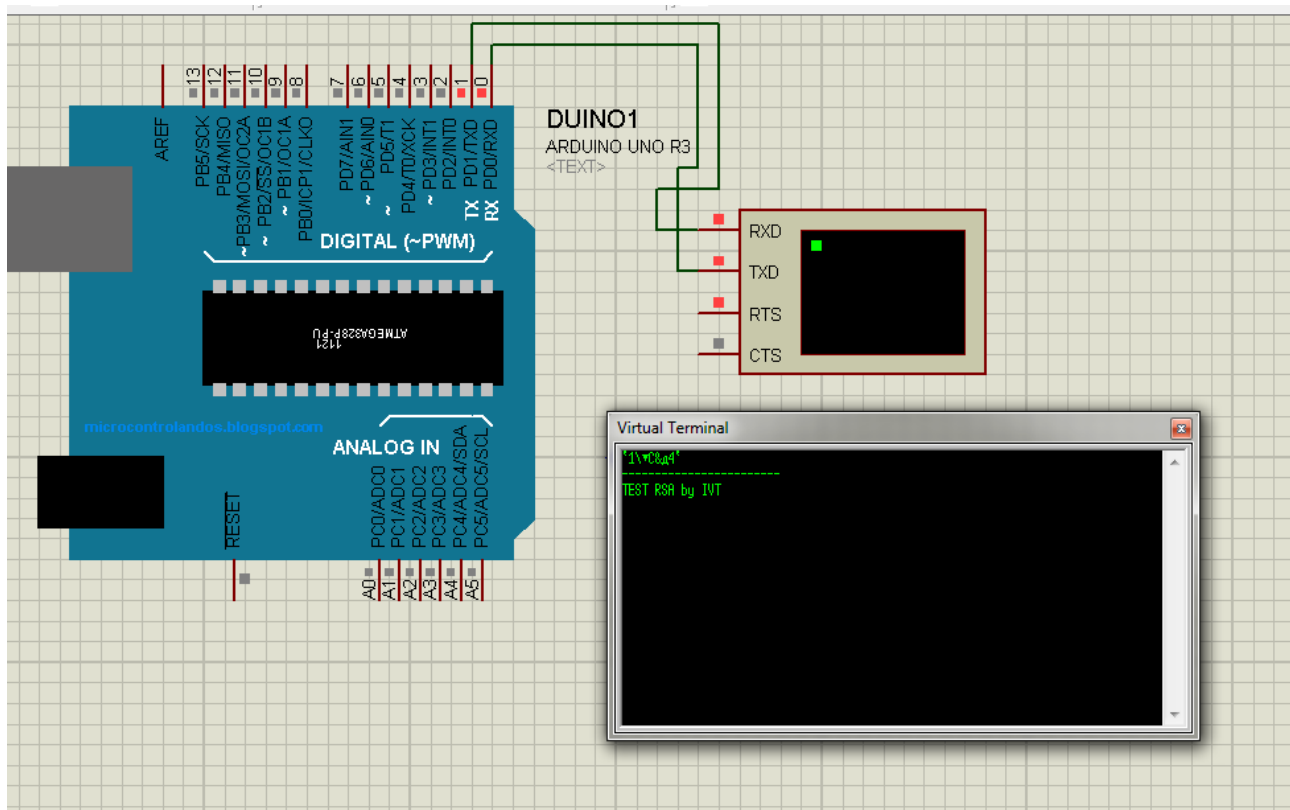 13
12
11
10
9
8
7
6
5
4
3
2
1
0
AREF
PB5/SCK
PB4/MISO
~PB3/MOSI/OC2A
~ PB2/SS/OC1B
~ PB1/OC1A
PB0/ICP1/CLKO
PD7/AIN1
~ PD6/AIN0
~ PD5/T1
PD4/T0/XCK
~ PD3/INT1
PD2/INT0
TX PD1/TXD
RX PD0/RXD
DIGITAL (~PWM)
DUINO1
ARDUINO UNO R3
<TEXT>
RXD
TXD
RTS
CTS
ATMEGA328P-PU
1121
microcontrolandos.blogspot.com
ANALOG IN
RESET
PC0/ADC0
PC1/ADC1
PC2/ADC2
PC3/ADC3
PC4/ADC4/SDA
PC5/ADC5/SCL
A0
A1
A2
A3
A4
A5
Virtual Terminal
-----------------------
TEST RSA by IVT